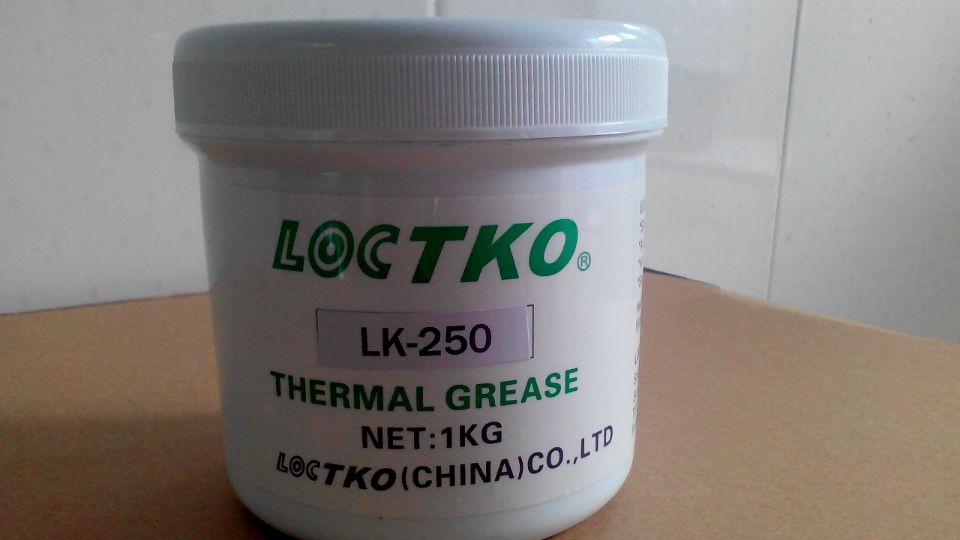 LOCTKO®
LK-250
THERMAL GREASE
NET:1KG
LOCTKO(CHINA)CO.,LTD